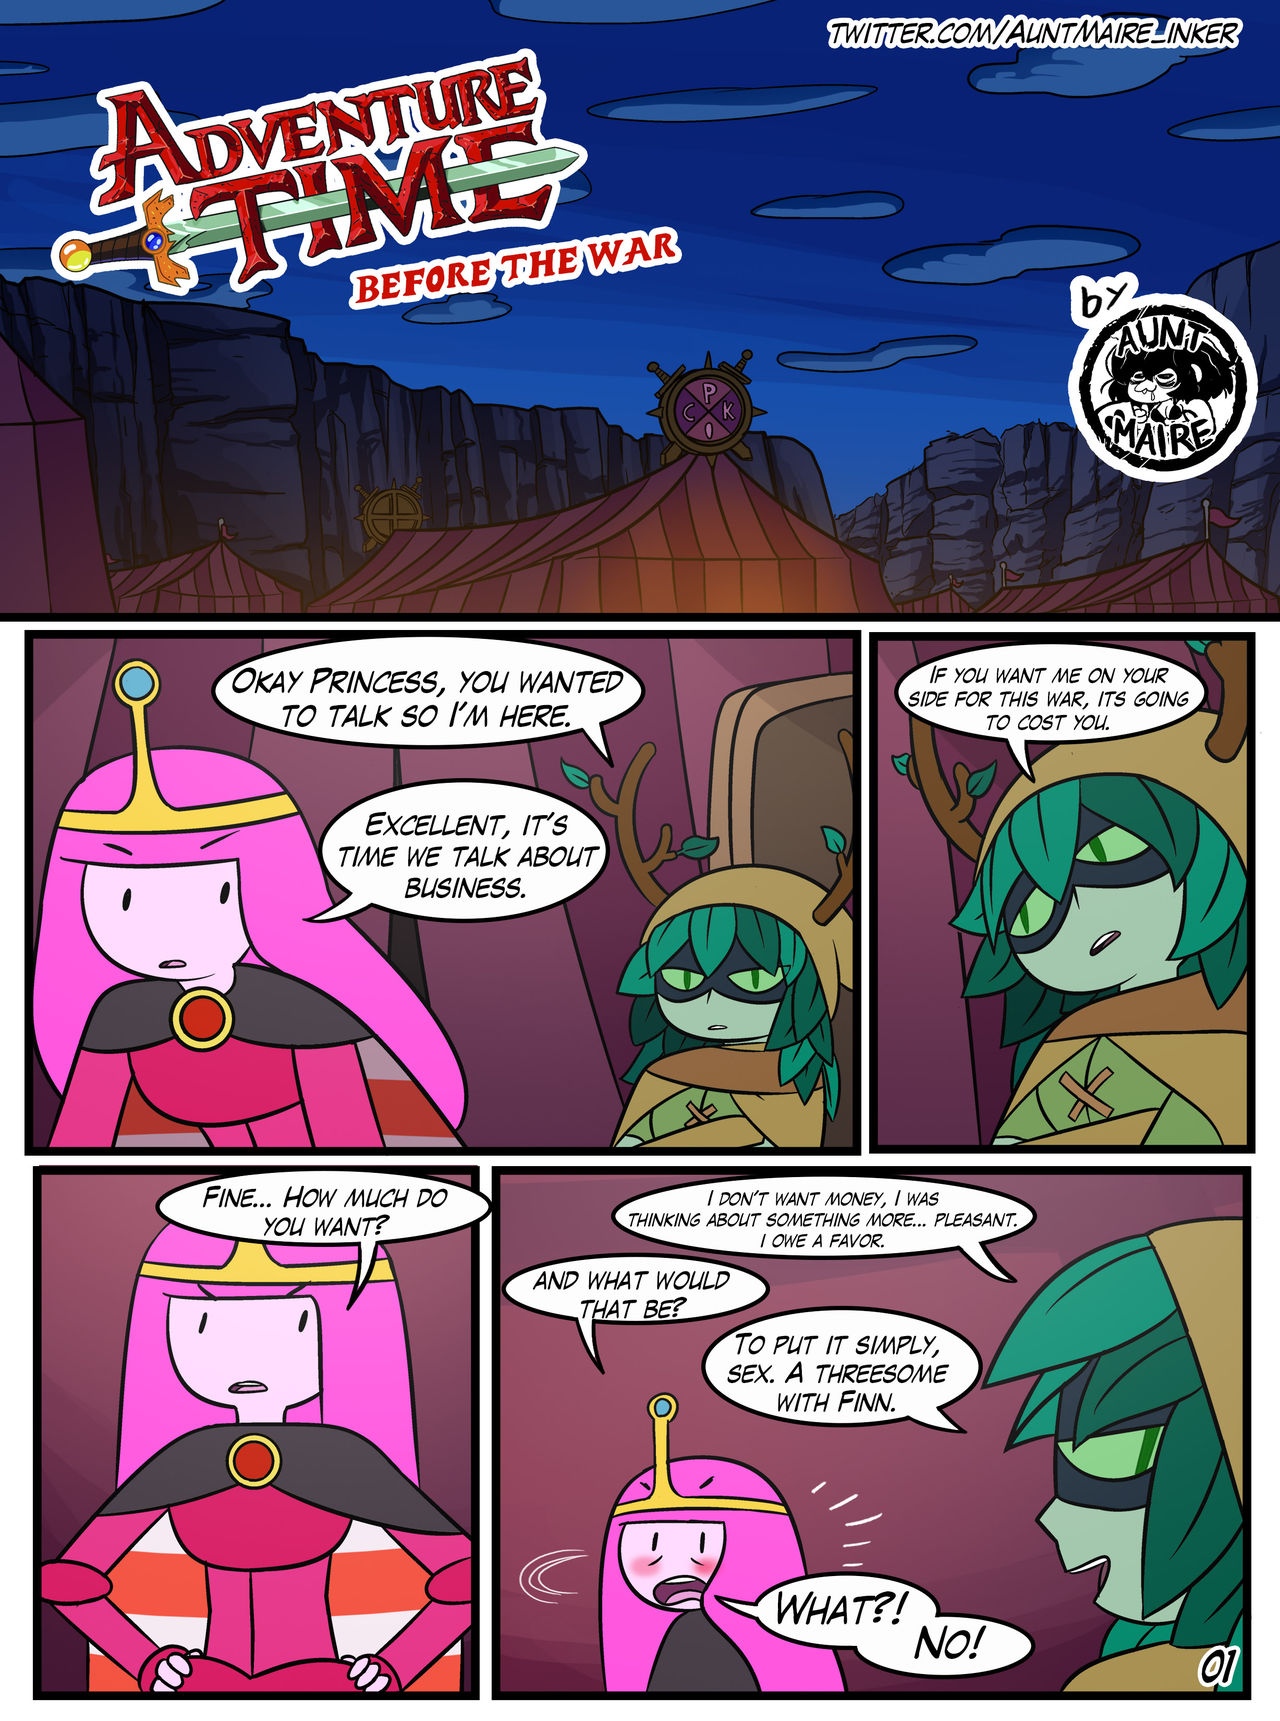 TWITTER.COM/AUNTMAIRE_INKER
ADVENTURE
TIME
BEFORE THE WAR
by
AUNT
MAIRE
P
C K
I
OKAY PRINCESS, YOU WANTED
TO TALK SO I'M HERE.
EXCELLENT, IT'S
TIME WE TALK ABOUT
BUSINESS.
IF YOU WANT ME ON YOUR
SIDE FOR THIS WAR, ITS GOING
TO COST YOU.
FINE... HOW MUCH DO
YOU WANT?
I DON'T WANT MONEY, I WAS
THINKING ABOUT SOMETHING MORE... PLEASANT.
I OWE A FAVOR.
AND WHAT WOULD
THAT BE?
TO PUT IT SIMPLY,
SEX. A THREESOME
WITH FINN.
WHAT?!
NO!
01